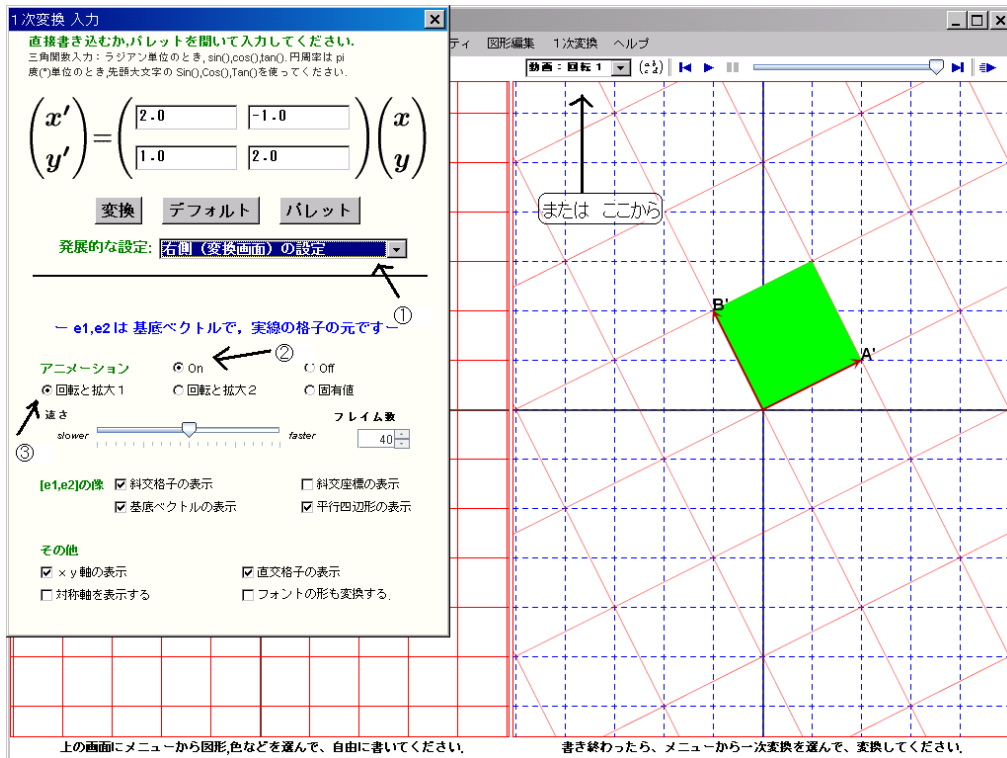 1次変換 入力
直接書き込むか,パレットを開いて入力してください.
三角関数入力：ラジアン単位のとき, sin(),cos(),tan(). 円周率は pi
度(°)単位のとき,先頭大文字の Sin(),Cos(),Tan()を使ってください.
(x' y') = (2.0 -1.0 1.0 2.0) (x y)
変換 デフォルト パレット
発展的な設定: 右側（変換画面）の設定
①
ー e1,e2は 基底ベクトルで，実線の格子の元ですー
②
アニメーション On Off
回転と拡大１ 回転と拡大２ 固有値
③
速さ フレイム数
slower faster 40
[e1,e2]の像 斜交格子の表示 斜交座標の表示
基底ベクトルの表示 平行四辺形の表示
その他
×ｙ軸の表示 直交格子の表示
対称軸を表示する フォントの形も変換する.
ティ 図形編集 1次変換 ヘルプ
動画：回転１ (a b c d)
または ここから
B'
A'
上の画面にメニューから図形,色などを選んで、自由に書いてください.
書き終わったら、メニューから一次変換を選んで、変換してください.